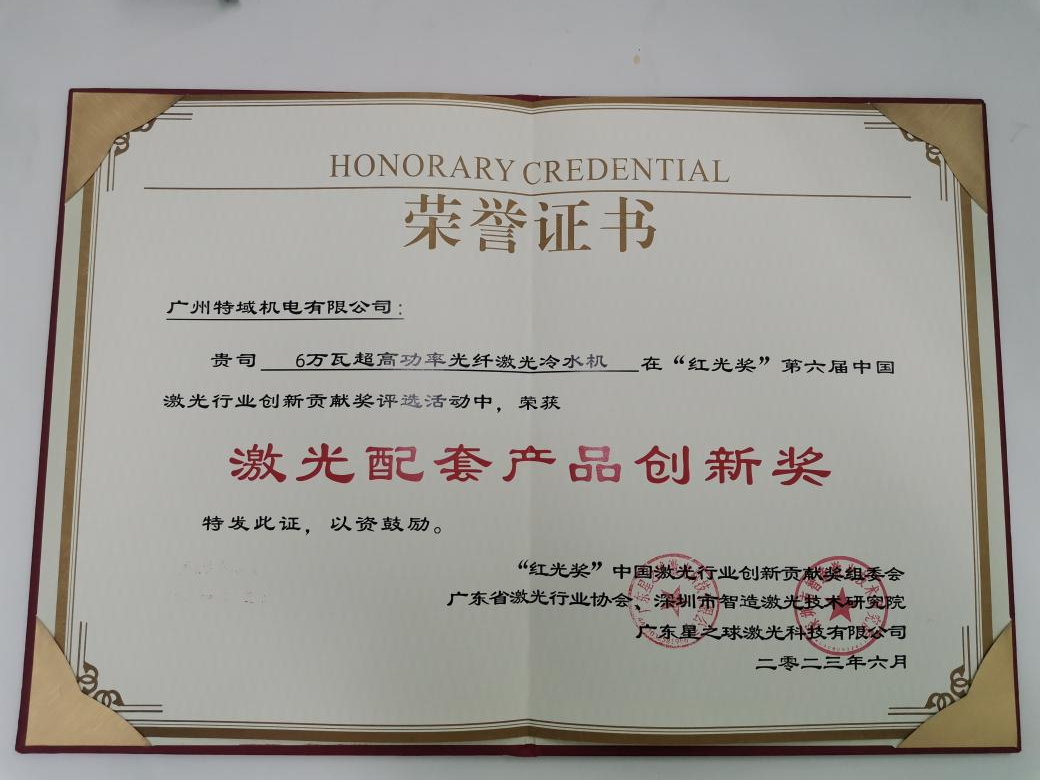 HONORARY CREDENTIAL
荣誉证书
广州特域机电有限公司：
贵司 6万瓦超高功率光纤激光冷水机 在“红光奖”第六届中国
激光行业创新贡献奖评选活动中，荣获
激光配套产品创新奖
特发此证，以资鼓励。
“红光奖”中国激光行业创新贡献奖组委会
广东省激光行业协会、深圳市智造激光技术研究院
广东星之球激光科技有限公司
二零二三年六月